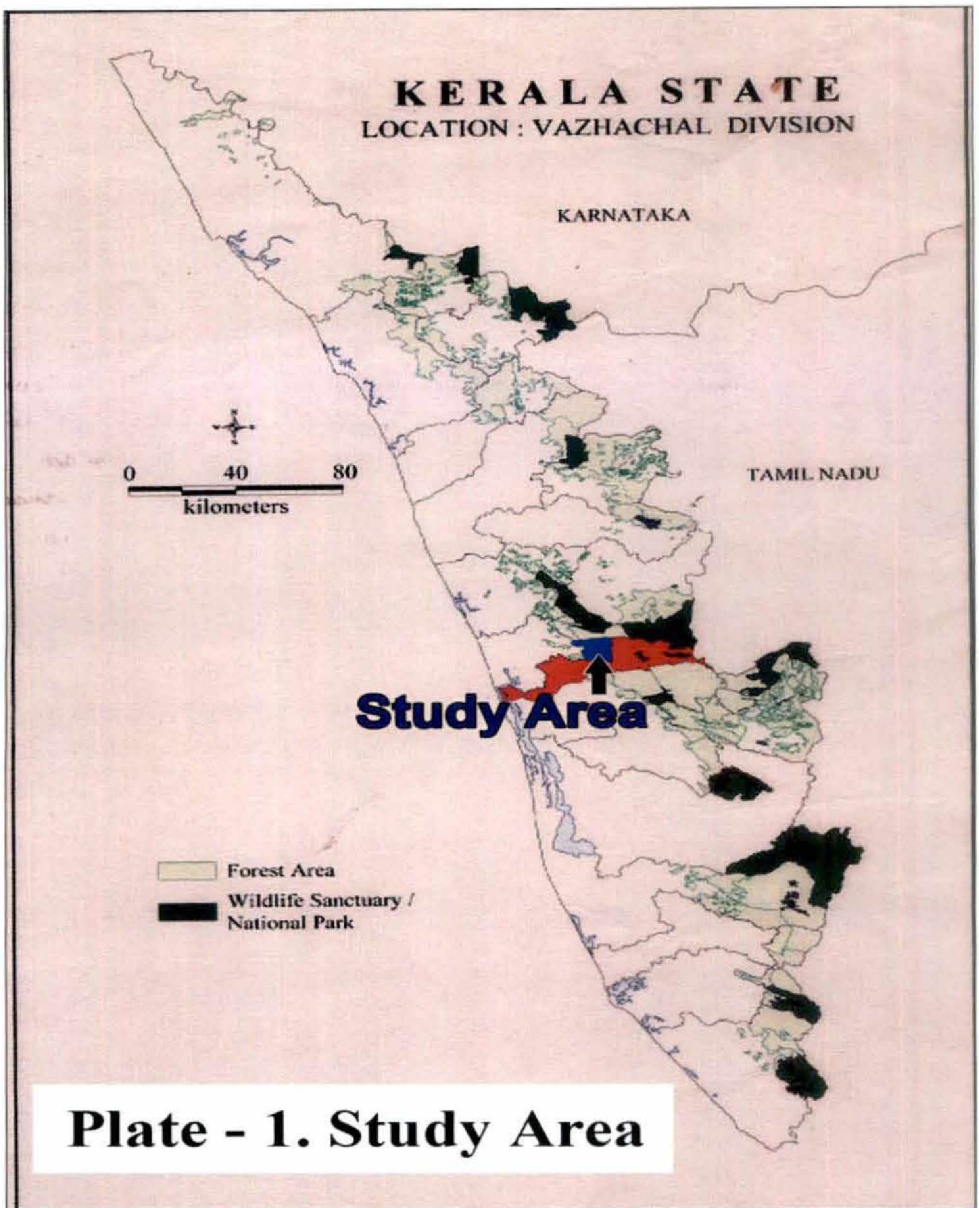 KERALA STATE
LOCATION : VAZHACHAL DIVISION
KARNATAKA
N
TAMIL NADU
0 40 80
kilometers
Study Area
Forest Area
Wildlife Sanctuary /
National Park
Plate - 1. Study Area